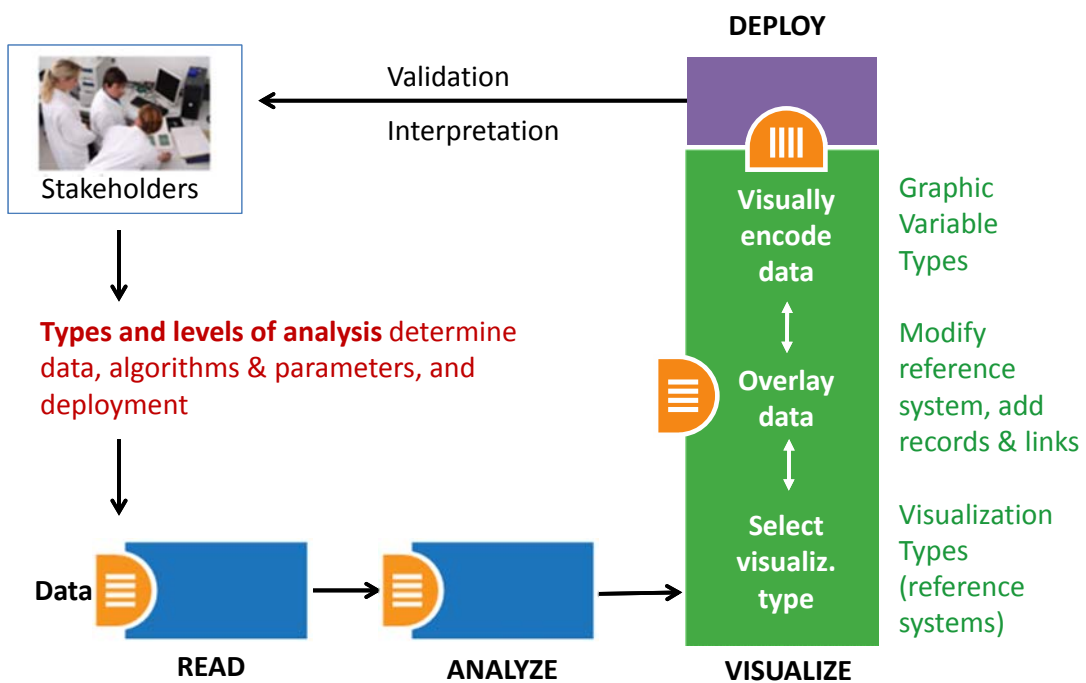 DEPLOY
Validation
Interpretation
Stakeholders
Visually
encode
data
Graphic
Variable
Types
Types and levels of analysis determine
data, algorithms & parameters, and
deployment
Overlay
data
Modify
reference
system, add
records & links
Select
visualiz.
type
Visualization
Types
(reference
systems)
Data
READ
ANALYZE
VISUALIZE